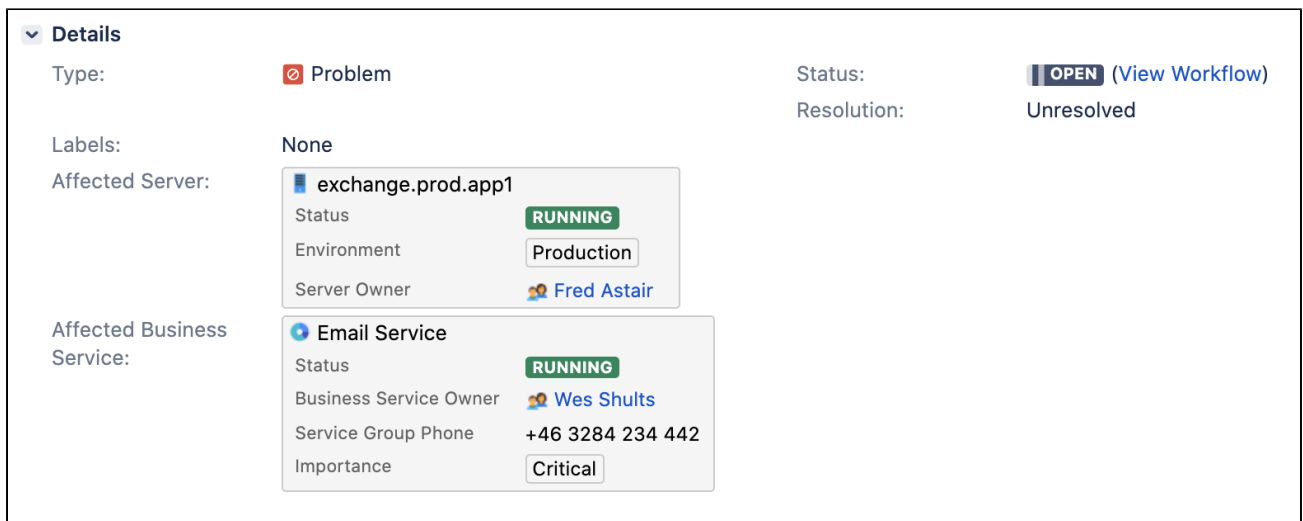 Details
Type: Problem Status: OPEN (View Workflow)
Resolution: Unresolved
Labels: None
Affected Server: exchange.prod.app1
Status RUNNING
Environment Production
Server Owner Fred Astair
Affected Business Service: Email Service
Status RUNNING
Business Service Owner Wes Shults
Service Group Phone +46 3284 234 442
Importance Critical